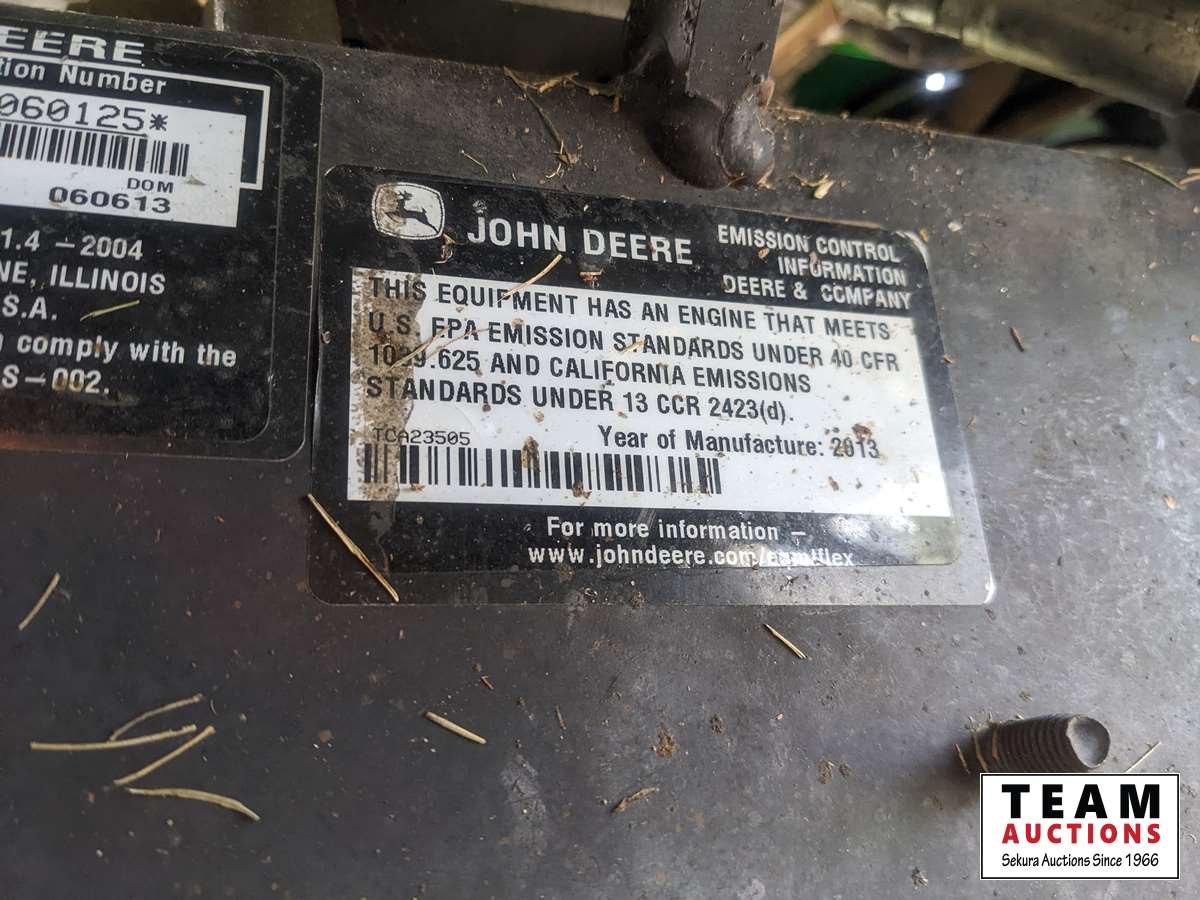 EERE
tion Number
060125*
DOM
060613
1.4 - 2004
NE, ILLINOIS
S.A.
comply with the
S-002.
JOHN DEERE
EMISSION CONTROL
INFORMATION
DEERE & COMPANY
THIS EQUIPMENT HAS AN ENGINE THAT MEETS
U.S. EPA EMISSION STANDARDS UNDER 40 CFR
1039.625 AND CALIFORNIA EMISSIONS
STANDARDS UNDER 13 CCR 2423(d).
TCA23505
Year of Manufacture: 2013
For more information -
www.johndeere.com/
TEAM
AUCTIONS
Sekura Auctions Since 1966